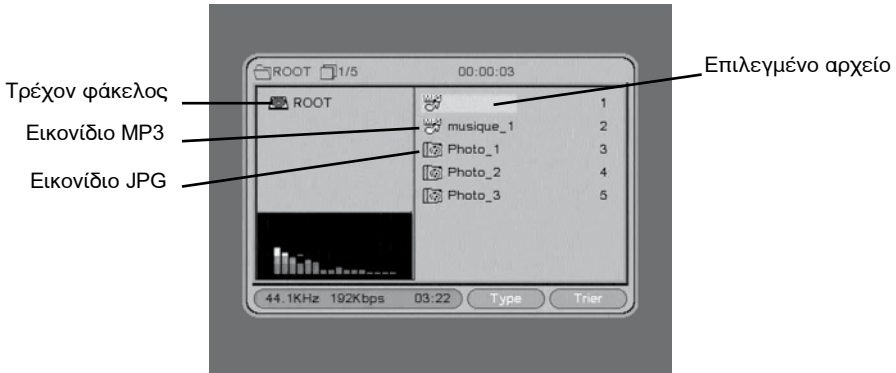 ROOT 1/5 00:00:03
Επιλεγμένο αρχείο
Τρέχον φάκελος
ROOT
1
Εικονίδιο MP3
musique_1 2
Εικονίδιο JPG
Photo_1 3
Photo_2 4
Photo_3 5
44.1KHz 192Kbps 03:22 Type Trier